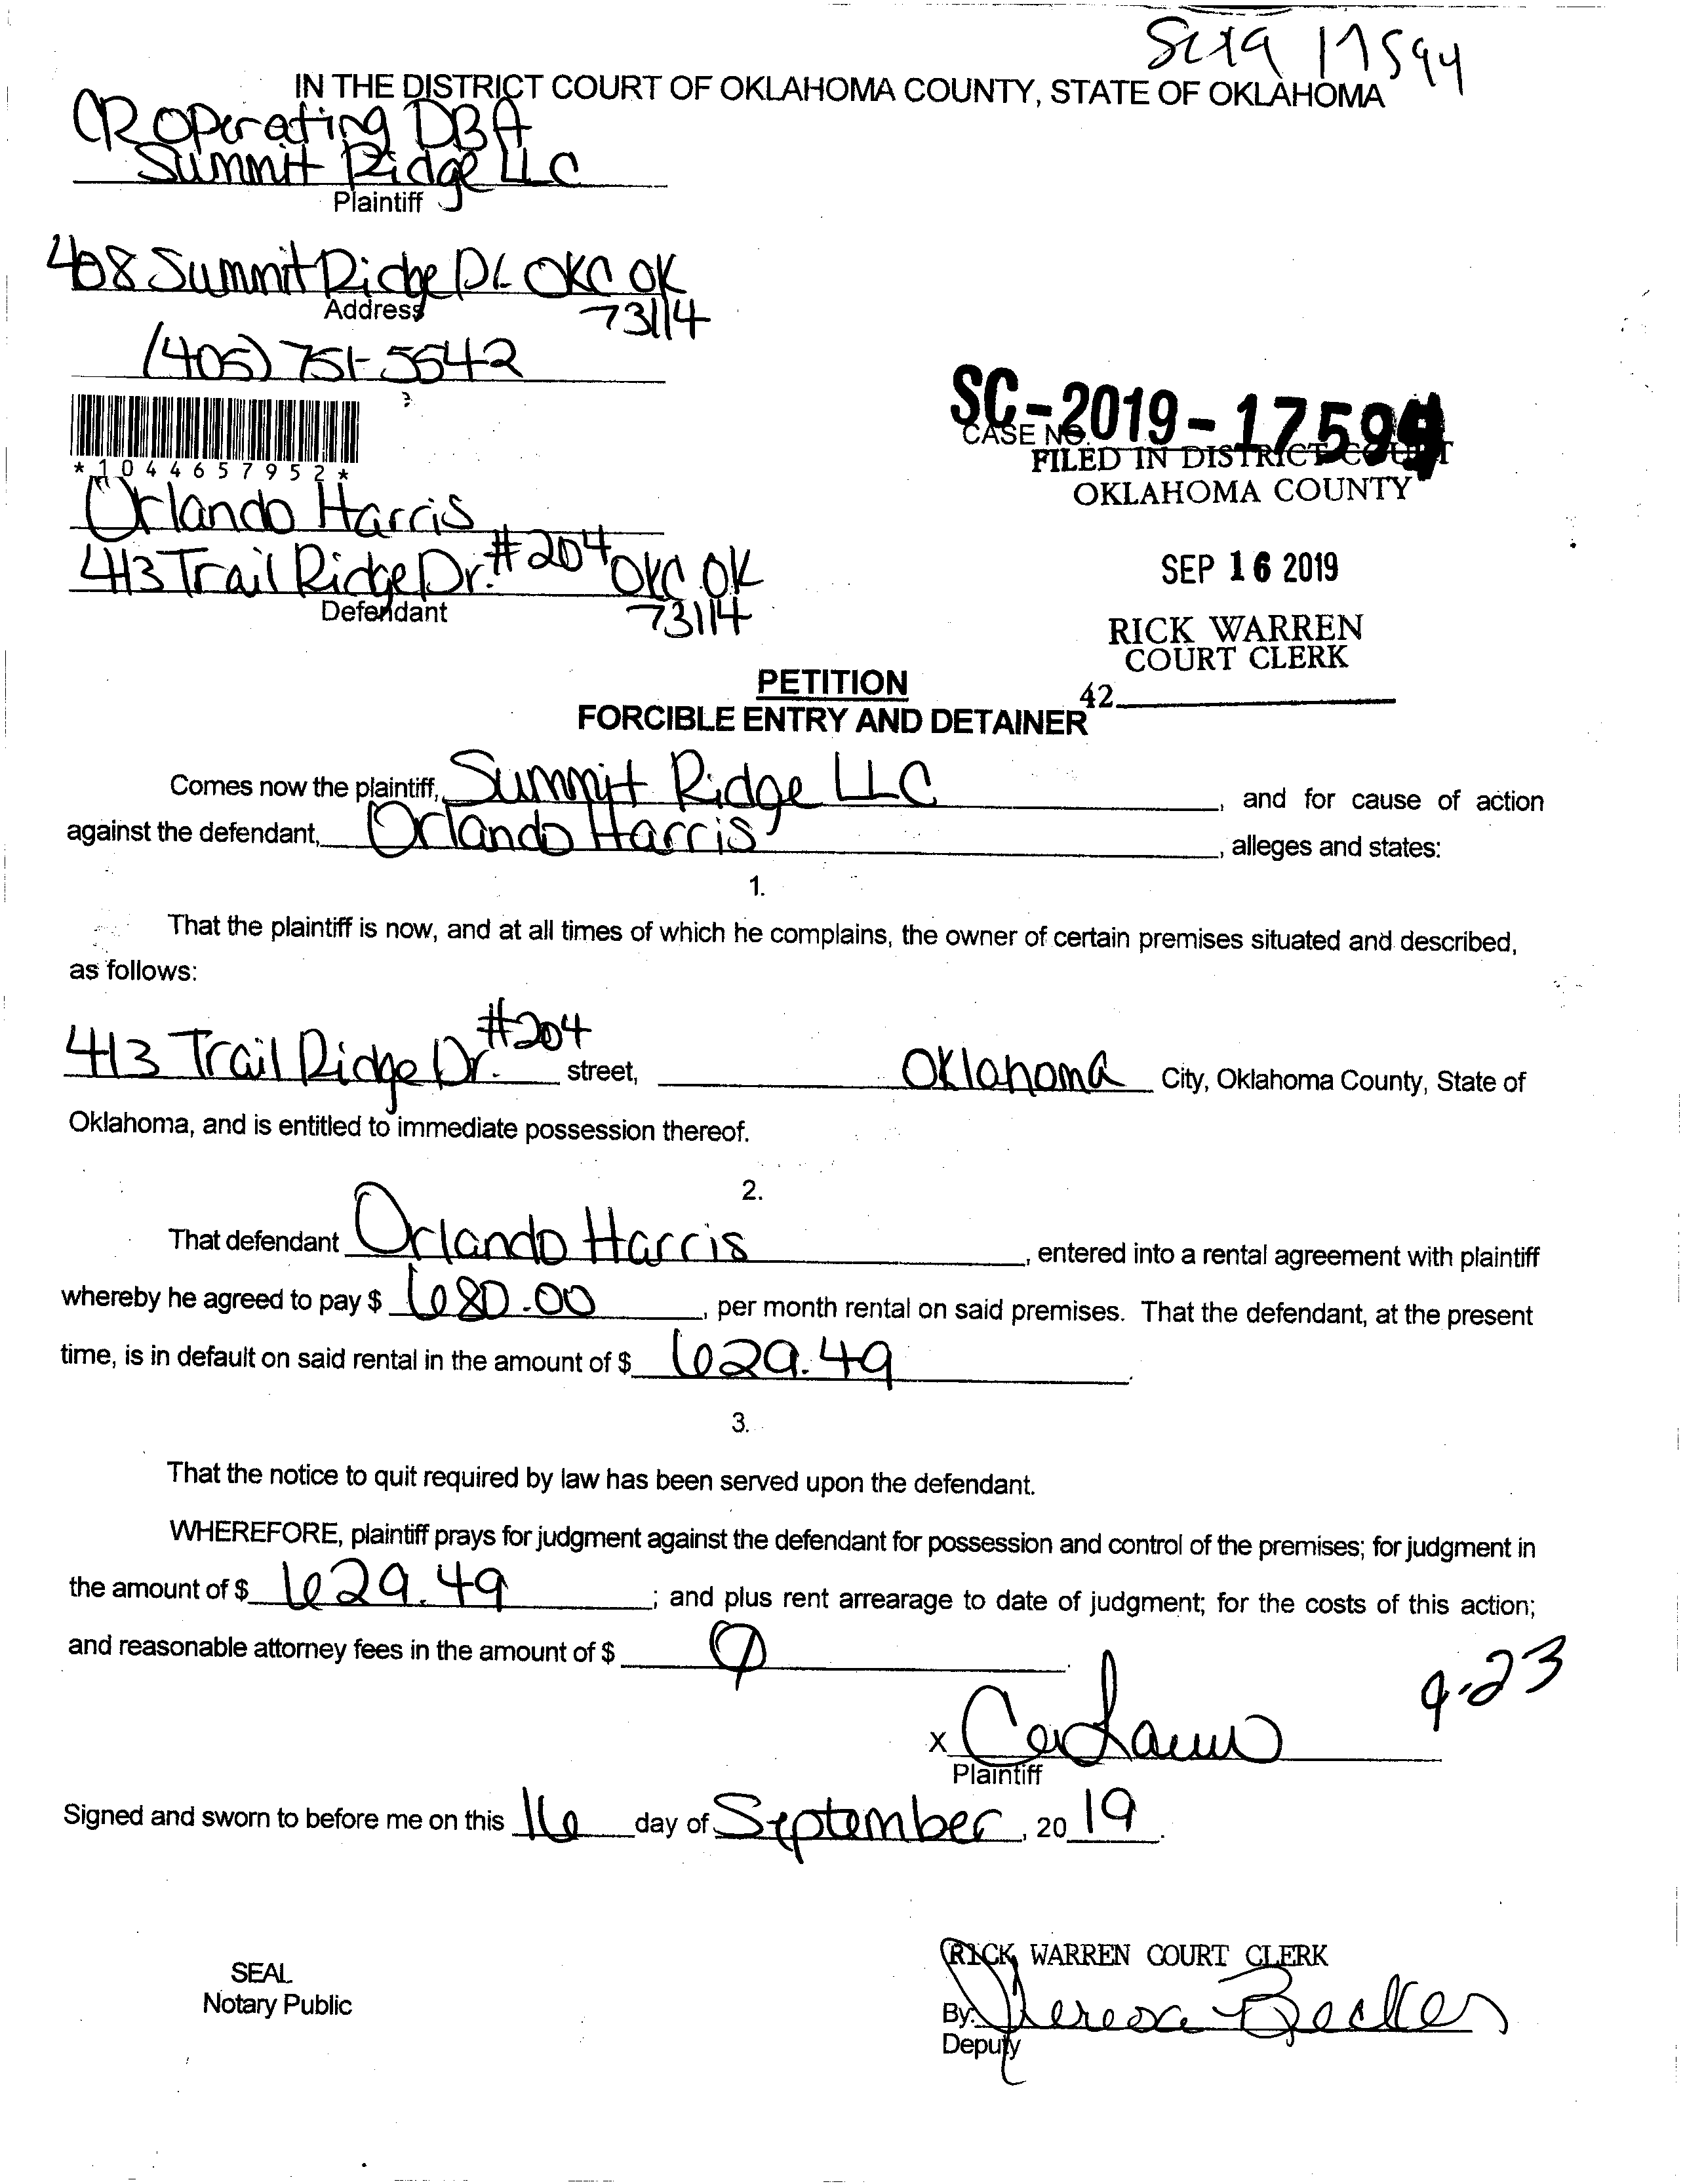 SC19 17594
IN THE DISTRICT COURT OF OKLAHOMA COUNTY, STATE OF OKLAHOMA
CR Operating DBA
Summit Ridge LLC
Plaintiff
408 Summit Ridge Dr. OKC OK
73114
Address
(405) 751-5542
SC-2019-17594
CASE NO.
FILED IN DISTRICT COURT
OKLAHOMA COUNTY
*1044657952*
Orlando Harris
413 Trail Ridge Dr. #204 OKC OK
73114
Defendant
SEP 16 2019
RICK WARREN
COURT CLERK
42
PETITION
FORCIBLE ENTRY AND DETAINER
Comes now the plaintiff, Summit Ridge LLC, and for cause of action
against the defendant, Orlando Harris, alleges and states:
1.
That the plaintiff is now, and at all times of which he complains, the owner of certain premises situated and described,
as follows:
413 Trail Ridge Dr. #204 street, Oklahoma City, Oklahoma County, State of
Oklahoma, and is entitled to immediate possession thereof.
2.
That defendant Orlando Harris, entered into a rental agreement with plaintiff
whereby he agreed to pay $ 680.00, per month rental on said premises. That the defendant, at the present
time, is in default on said rental in the amount of $ 629.49.
3.
That the notice to quit required by law has been served upon the defendant.
WHEREFORE, plaintiff prays for judgment against the defendant for possession and control of the premises; for judgment in
the amount of $ 629.49; and plus rent arrearage to date of judgment; for the costs of this action;
and reasonable attorney fees in the amount of $
9-23
X
Plaintiff
Signed and sworn to before me on this 16 day of September, 20 19.
RICK WARREN COURT CLERK
SEAL
Notary Public
By: Theresa Becker
Deputy